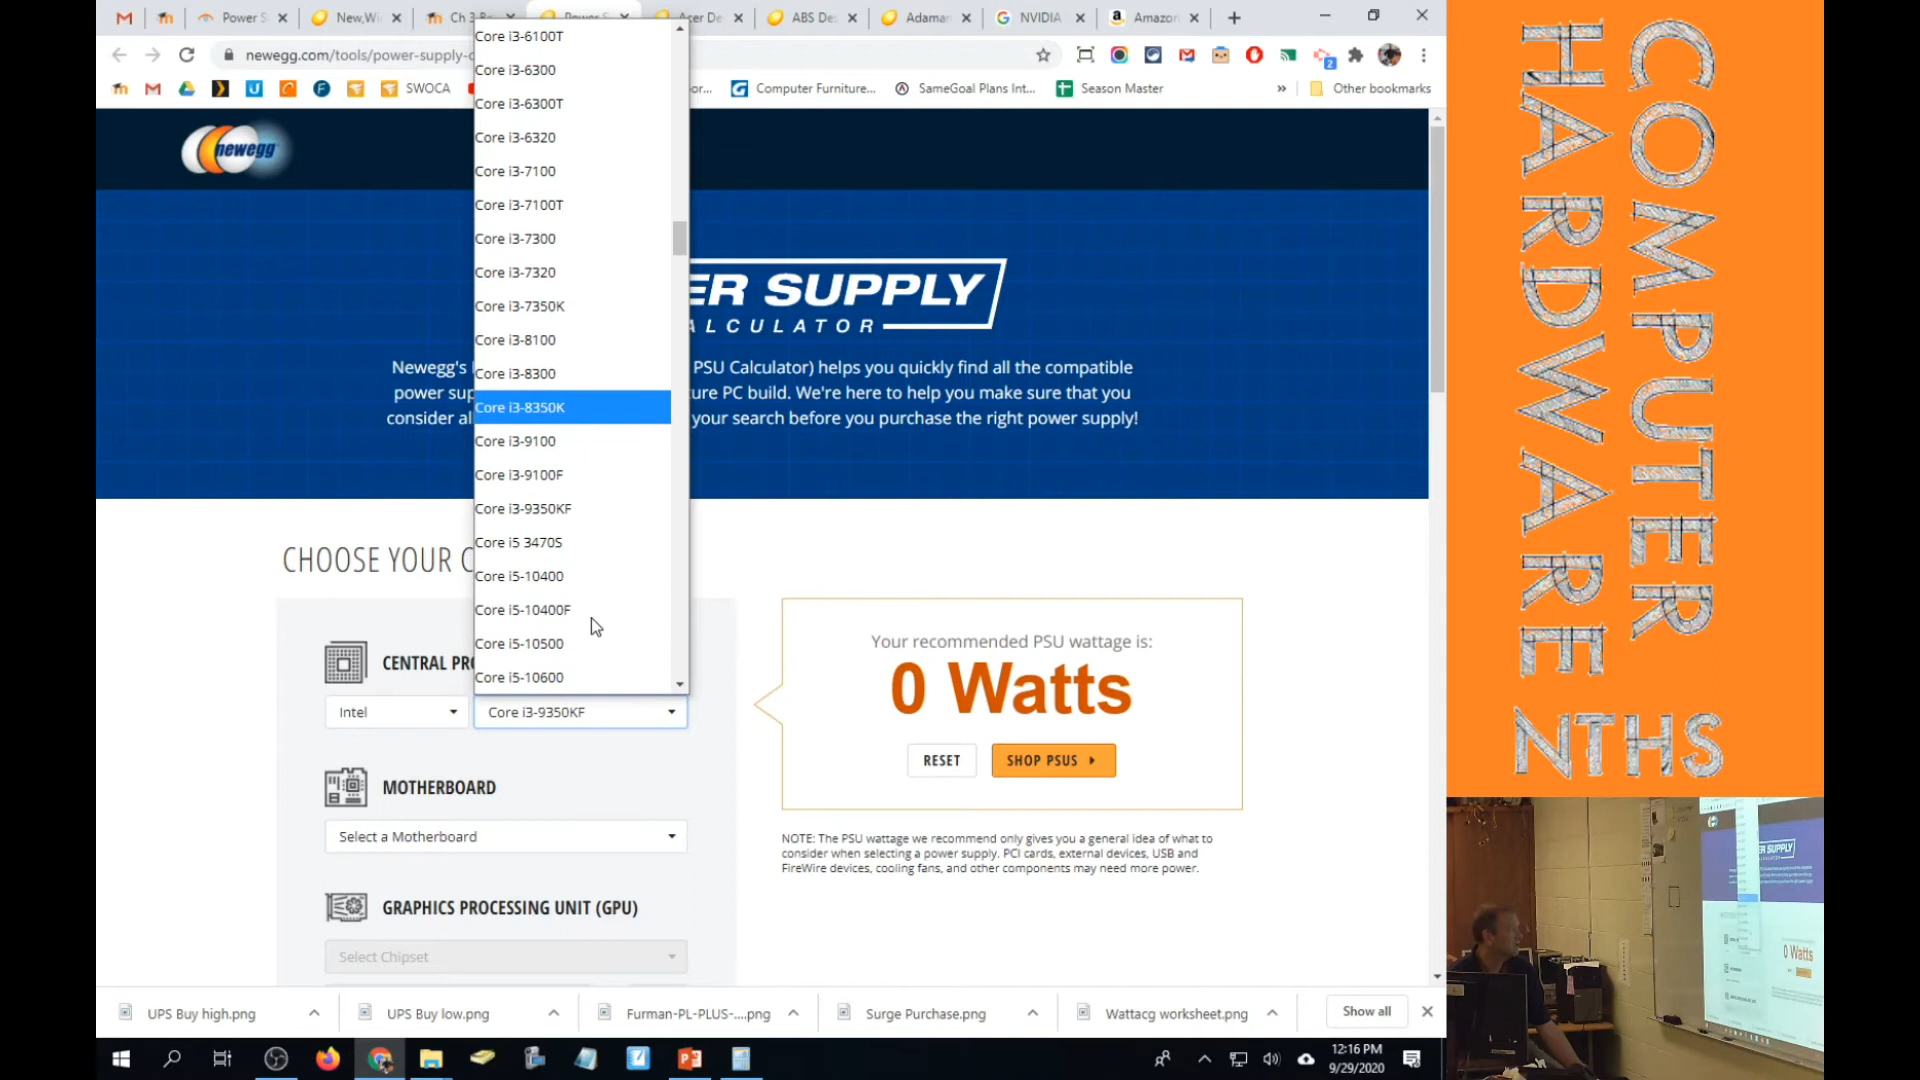 Power S
New,Wi
Ch 3 R
Power S
Acer De
ABS De
Adama
NVIDIA
Amazon
newegg.com/tools/power-supply-c
SWOCA
or...
Computer Furniture...
SameGoal Plans Int...
Season Master
»
Other bookmarks
2
newegg
ER SUPPLY
ALCULATOR
Newegg's
PSU Calculator) helps you quickly find all the compatible
power sup
ure PC build. We're here to help you make sure that you
consider al
your search before you purchase the right power supply!
Core i3-6100T
Core i3-6300
Core i3-6300T
Core i3-6320
Core i3-7100
Core i3-7100T
Core i3-7300
Core i3-7320
Core i3-7350K
Core i3-8100
Core i3-8300
Core i3-8350K
Core i3-9100
Core i3-9100F
Core i3-9350KF
Core i5 3470S
Core i5-10400
Core i5-10400F
Core i5-10500
Core i5-10600
CHOOSE YOUR C
CENTRAL PRO
Intel
Core i3-9350KF
MOTHERBOARD
Select a Motherboard
GRAPHICS PROCESSING UNIT (GPU)
Select Chipset
Your recommended PSU wattage is:
0 Watts
RESET
SHOP PSUS
NOTE: The PSU wattage we recommend only gives you a general idea of what to
consider when selecting a power supply. PCI cards, external devices, USB and
FireWire devices, cooling fans, and other components may need more power.
UPS Buy high.png
UPS Buy low.png
Furman-PL-PLUS-....png
Surge Purchase.png
Wattacg worksheet.png
Show all
12:16 PM
9/29/2020
COMPUTER
HARDWARE
NTHS
ER SUPPLY
0 Watts